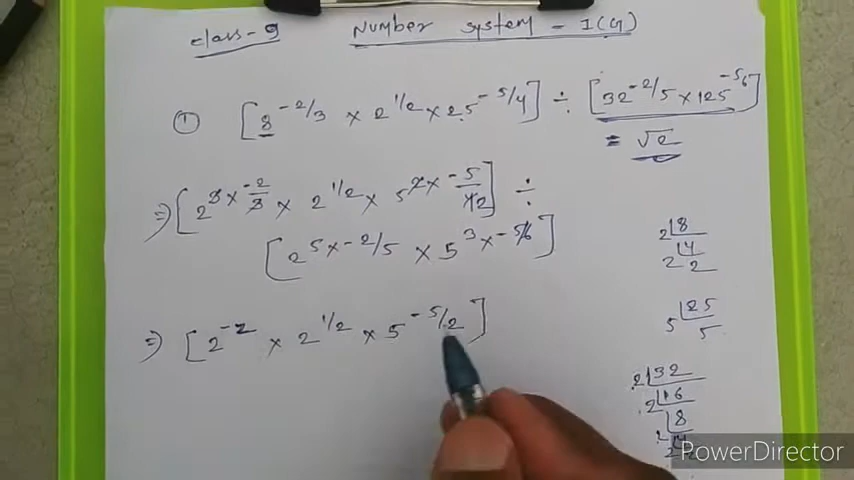 class-9 Number system - I(G)
① [8^-2/3 × 2^1/2 × 25^-5/4] ÷ [32^-2/5 × 125^-5/6]
= √2
⇒ [2^3×-2/3 × 2^1/2 × 5^2×-5/42] ÷
[2^5×-2/5 × 5^3×-5/6]
⇒ [2^-2 × 2^1/2 × 5^-5/2]
2|8
2|4
2
5|25
5
2|32
2|16
2|8
PowerDirector